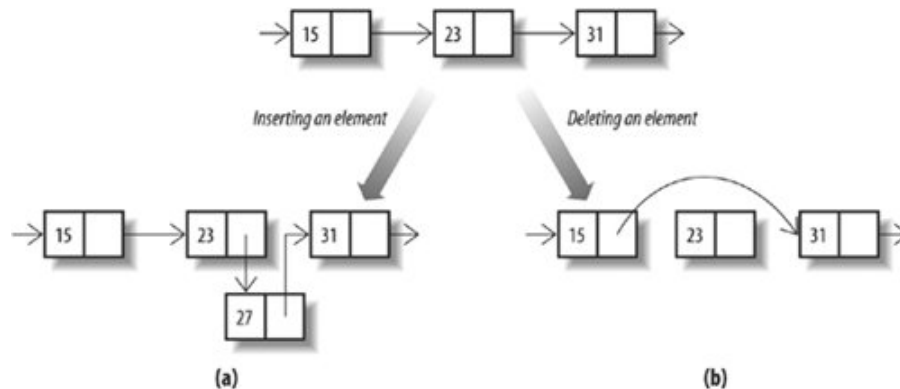 15 23 31
Inserting an element Deleting an element
15 23 31 15 23 31
27
(a) (b)